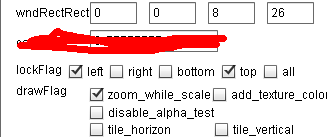 wndRectRect 0 0 8 26
lockFlag left right bottom top all
drawFlag zoom_while_scale add_texture_color
disable_alpha_test
tile_horizon tile_vertical